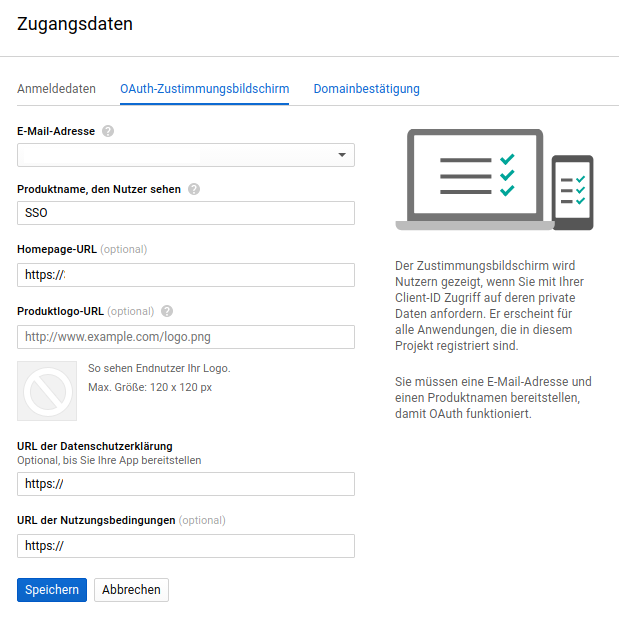 Zugangsdaten
Anmeldedaten OAuth-Zustimmungsbildschirm Domainbestätigung
E-Mail-Adresse ?
Produktname, den Nutzer sehen ?
SSO
Homepage-URL (optional)
https://
Produktlogo-URL (optional) ?
http://www.example.com/logo.png
So sehen Endnutzer Ihr Logo.
Max. Größe: 120 x 120 px
URL der Datenschutzerklärung
Optional, bis Sie Ihre App bereitstellen
https://
URL der Nutzungsbedingungen (optional)
https://
Speichern Abbrechen
Der Zustimmungsbildschirm wird
Nutzern gezeigt, wenn Sie mit Ihrer
Client-ID Zugriff auf deren private
Daten anfordern. Er erscheint für
alle Anwendungen, die in diesem
Projekt registriert sind.
Sie müssen eine E-Mail-Adresse und
einen Produktnamen bereitstellen,
damit OAuth funktioniert.